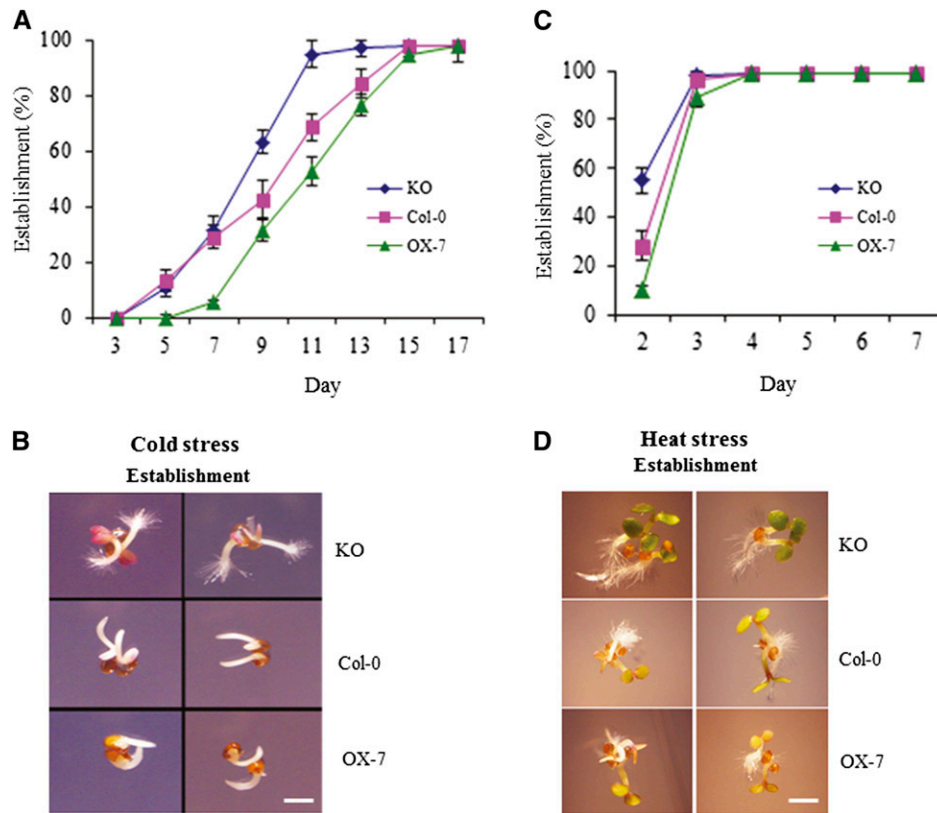 A
100
80
60
40
20
0
Establishment (%)
KO
Col-0
OX-7
3 5 7 9 11 13 15 17
Day
C
100
80
60
40
20
0
Establishment (%)
KO
Col-0
OX-7
2 3 4 5 6 7
Day
B
Cold stress
Establishment
KO
Col-0
OX-7
D
Heat stress
Establishment
KO
Col-0
OX-7